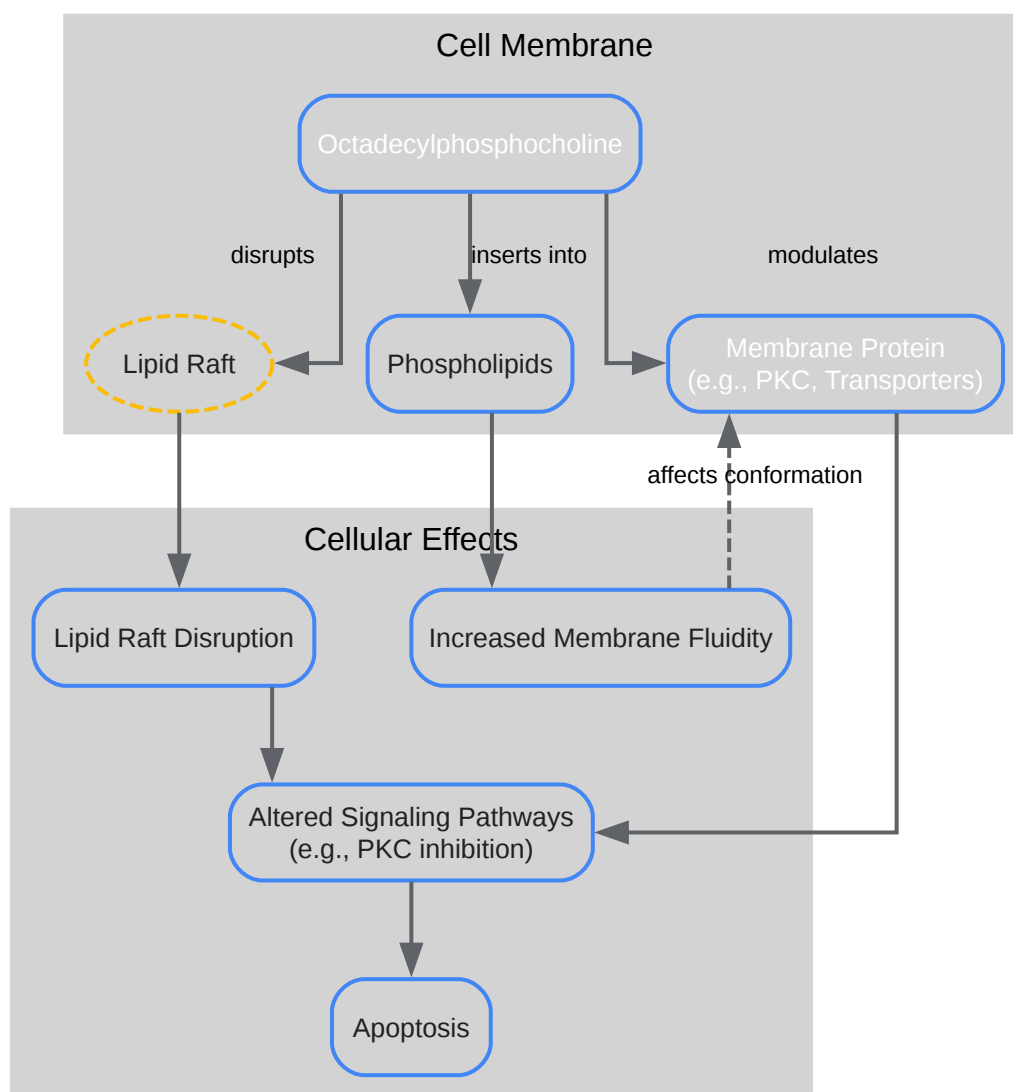 Cell Membrane
Octadecylphosphocholine
disrupts
inserts into
modulates
Lipid Raft
Phospholipids
Membrane Protein
(e.g., PKC, Transporters)
affects conformation
Cellular Effects
Lipid Raft Disruption
Increased Membrane Fluidity
Altered Signaling Pathways
(e.g., PKC inhibition)
Apoptosis